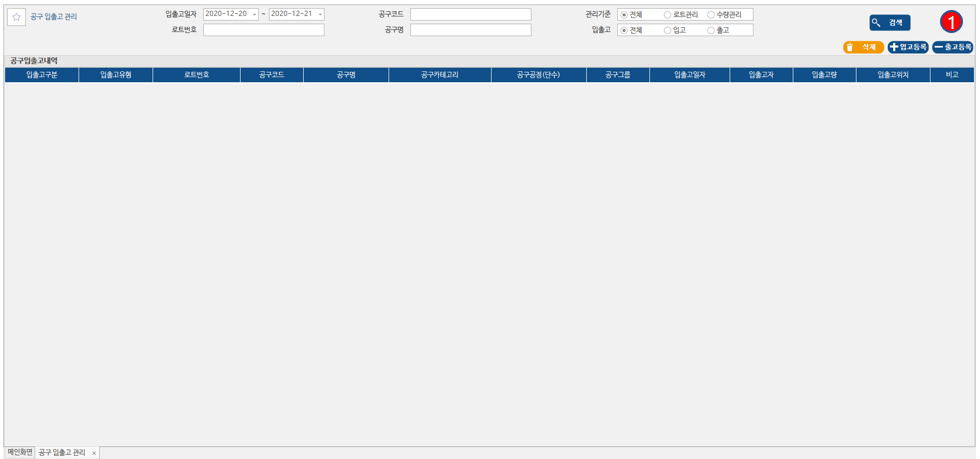 공구 입출고 관리 입출고일자 2020-12-20 ~ 2020-12-21 공구코드 관리기준 전체 로트관리 수량관리 검색 1
로트번호 공구명 입출고 전체 입고 출고
삭제 입고등록 출고등록
공구입출고내역
입출고구분 입출고유형 로트번호 공구코드 공구명 공구카테고리 공구공정(단수) 공구그룹 입출고일자 입출고자 입출고량 입출고위치 비고
메인화면 공구 입출고 관리 ×